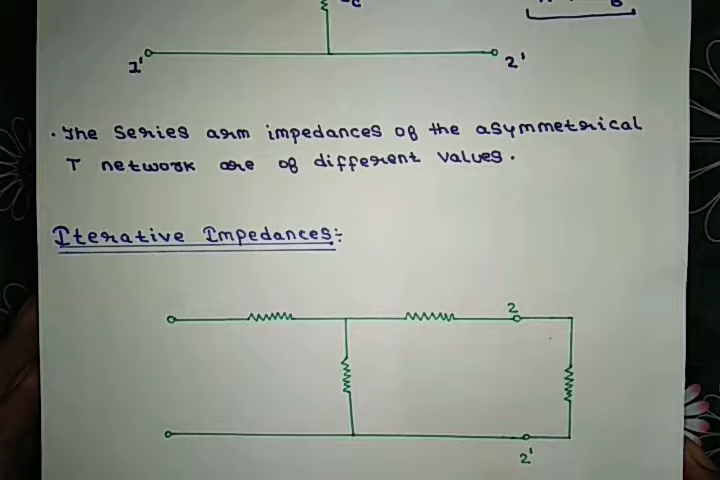 1'
2'
• The series arm impedances of the asymmetrical
T network are of different values.
Iterative Impedances:-
2
2'